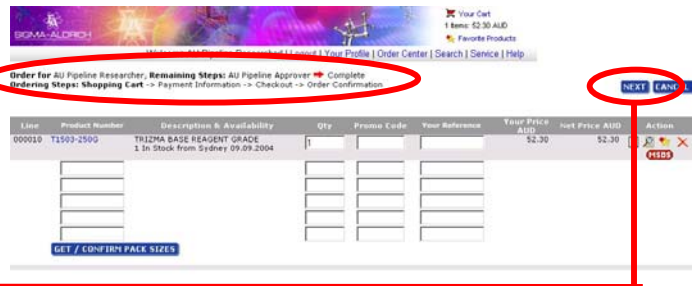 SIGMA-ALDRICH
Your Cart
1 items: 52.30 AUD
Favorite Products
Welcome AU Pipeline Researcher! | Logout | Your Profile | Order Center | Search | Service | Help
Order for AU Pipeline Researcher, Remaining Steps: AU Pipeline Approver Complete
Ordering Steps: Shopping Cart -> Payment Information -> Checkout -> Order Confirmation
NEXT CANCEL
Line Product Number Description & Availability Qty Promo Code Your Reference Your Price AUD Net Price AUD Action
000010 T1503-250G TRIZMA BASE REAGENT GRADE 1 52.30 52.30
1 In Stock from Sydney 09.09.2004
MSDS
GET / CONFIRM PACK SIZES